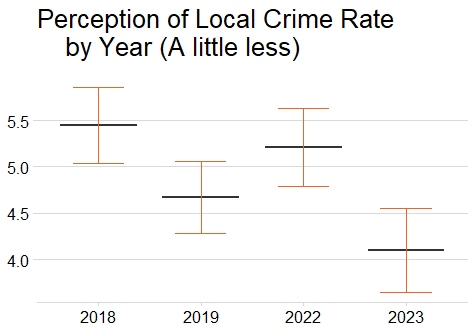 Perception of Local Crime Rate
by Year (A little less)
5.5
5.0
4.5
4.0
2018 2019 2022 2023